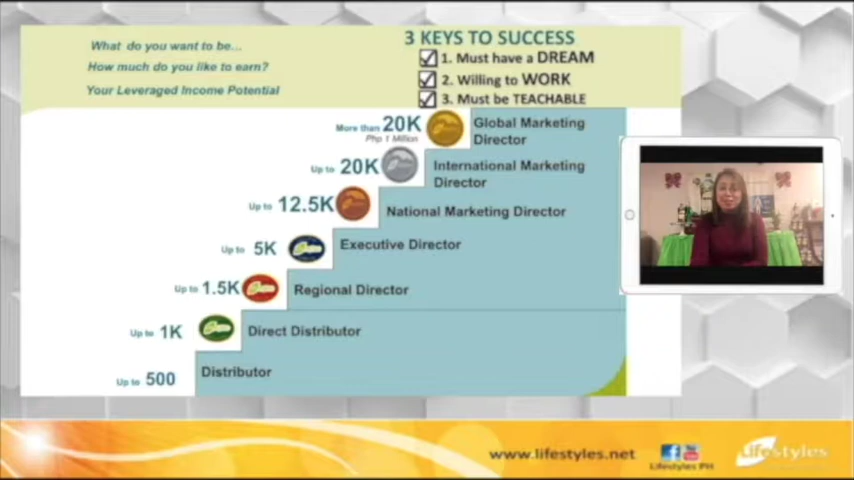 What do you want to be...
How much do you like to earn?
Your Leveraged Income Potential
3 KEYS TO SUCCESS
1. Must have a DREAM
2. Willing to WORK
3. Must be TEACHABLE
More than 20K
Php 1 Million
Global Marketing
Director
Up to 20K
International Marketing
Director
Up to 12.5K
National Marketing Director
Up to 5K
Executive Director
Up to 1.5K
Regional Director
Up to 1K
Direct Distributor
Up to 500
Distributor
www.lifestyles.net
Lifestyles PH
Lifestyles